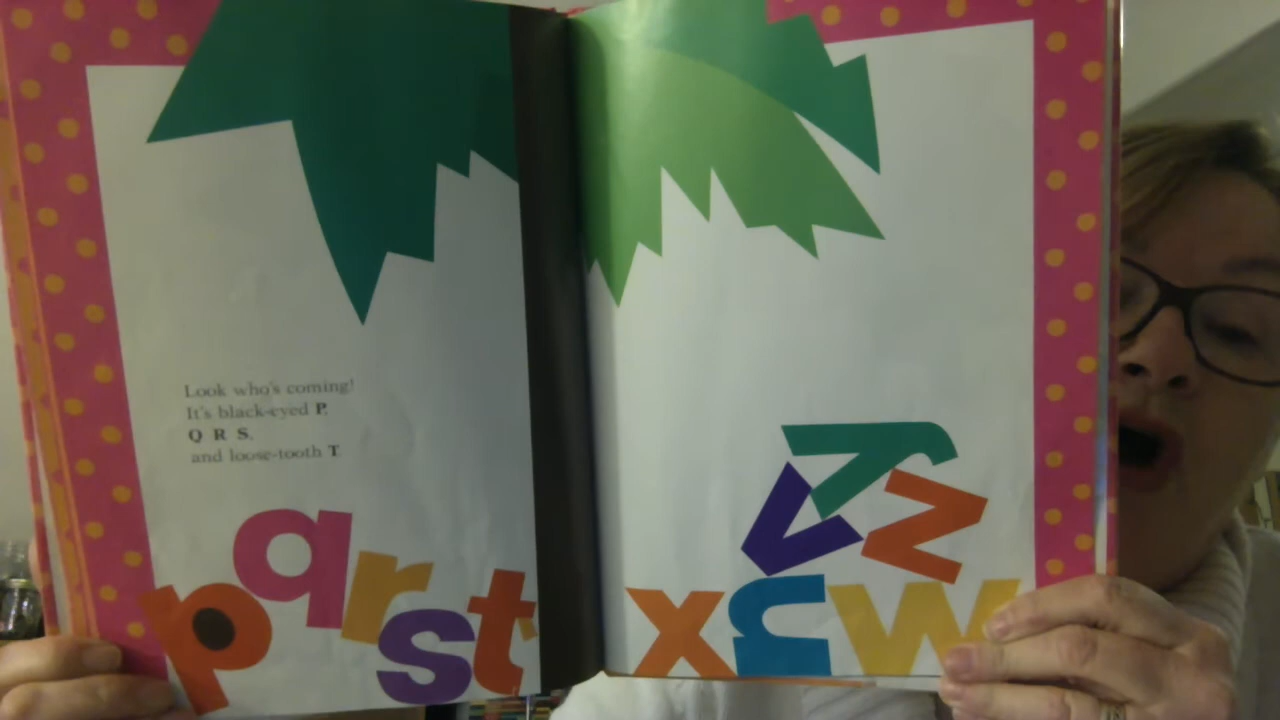 Look who's coming!
It's black-eyed P,
Q R S,
and loose-tooth T.
p q r s t
y
v z
x u w